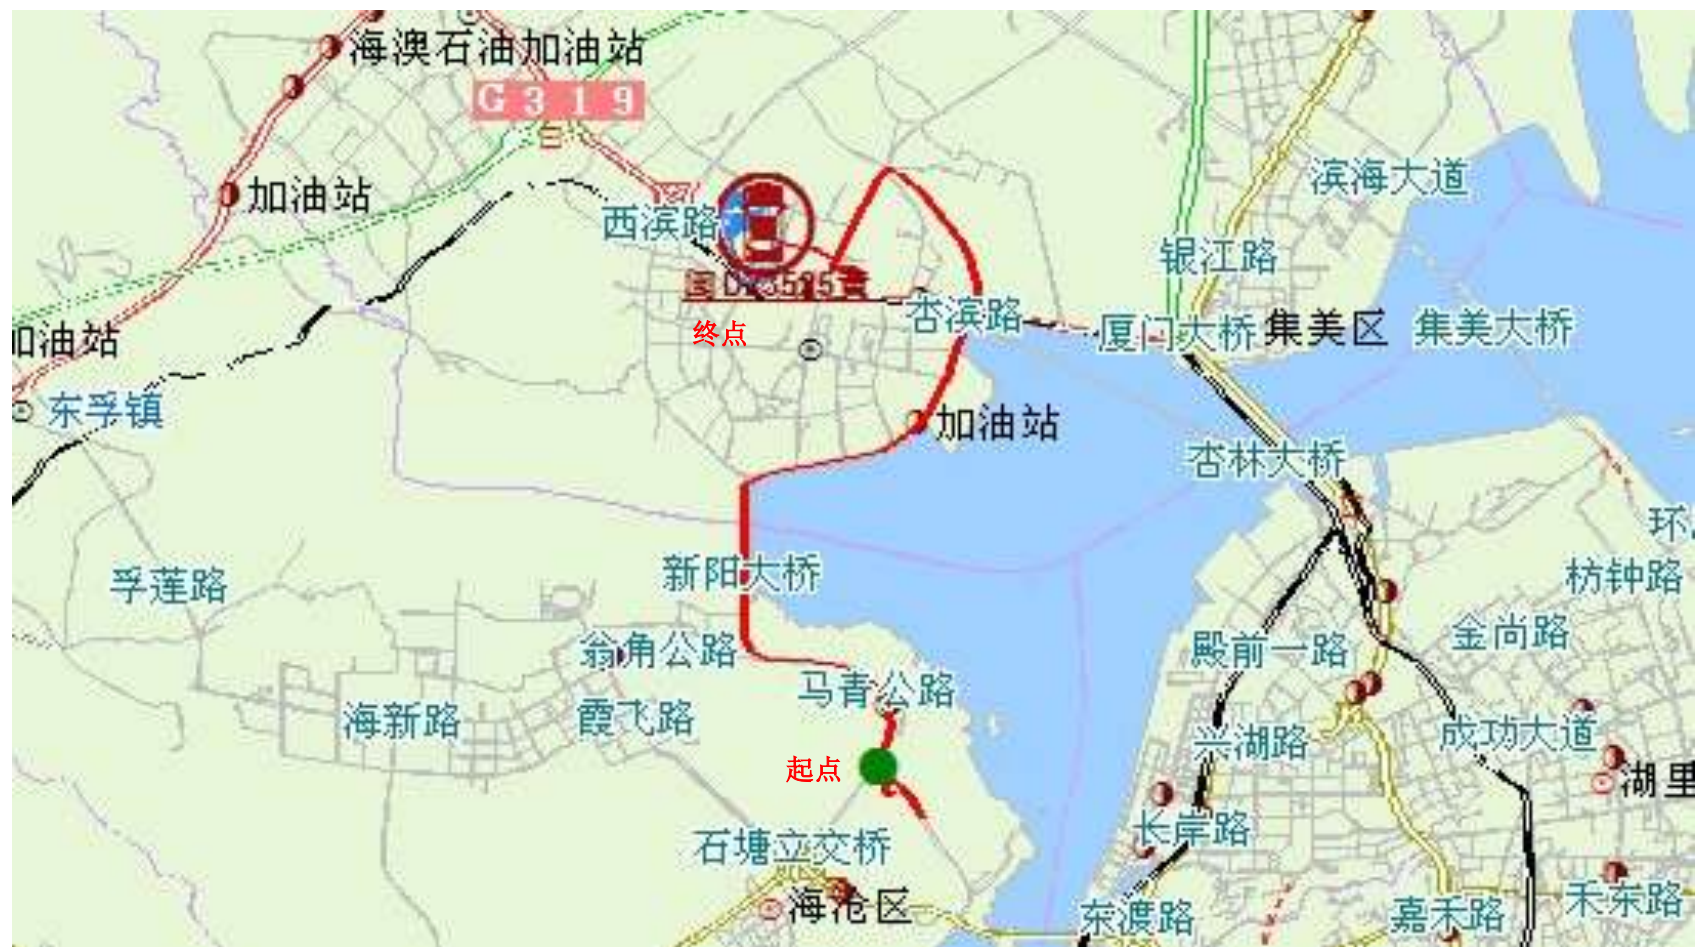 海澳石油加油站
G 3 1 9
加油站
滨海大道
西滨路
银江路
杏滨路
厦门大桥
集美区
集美大桥
终点
加油站
东孚镇
加油站
杏林大桥
新阳大桥
孚莲路
枋钟路
翁角公路
殿前一路
金尚路
马青公路
海新路
霞飞路
兴湖路
成功大道
起点
湖里
长岸路
石塘立交桥
海沧区
东渡路
嘉禾路
禾东路